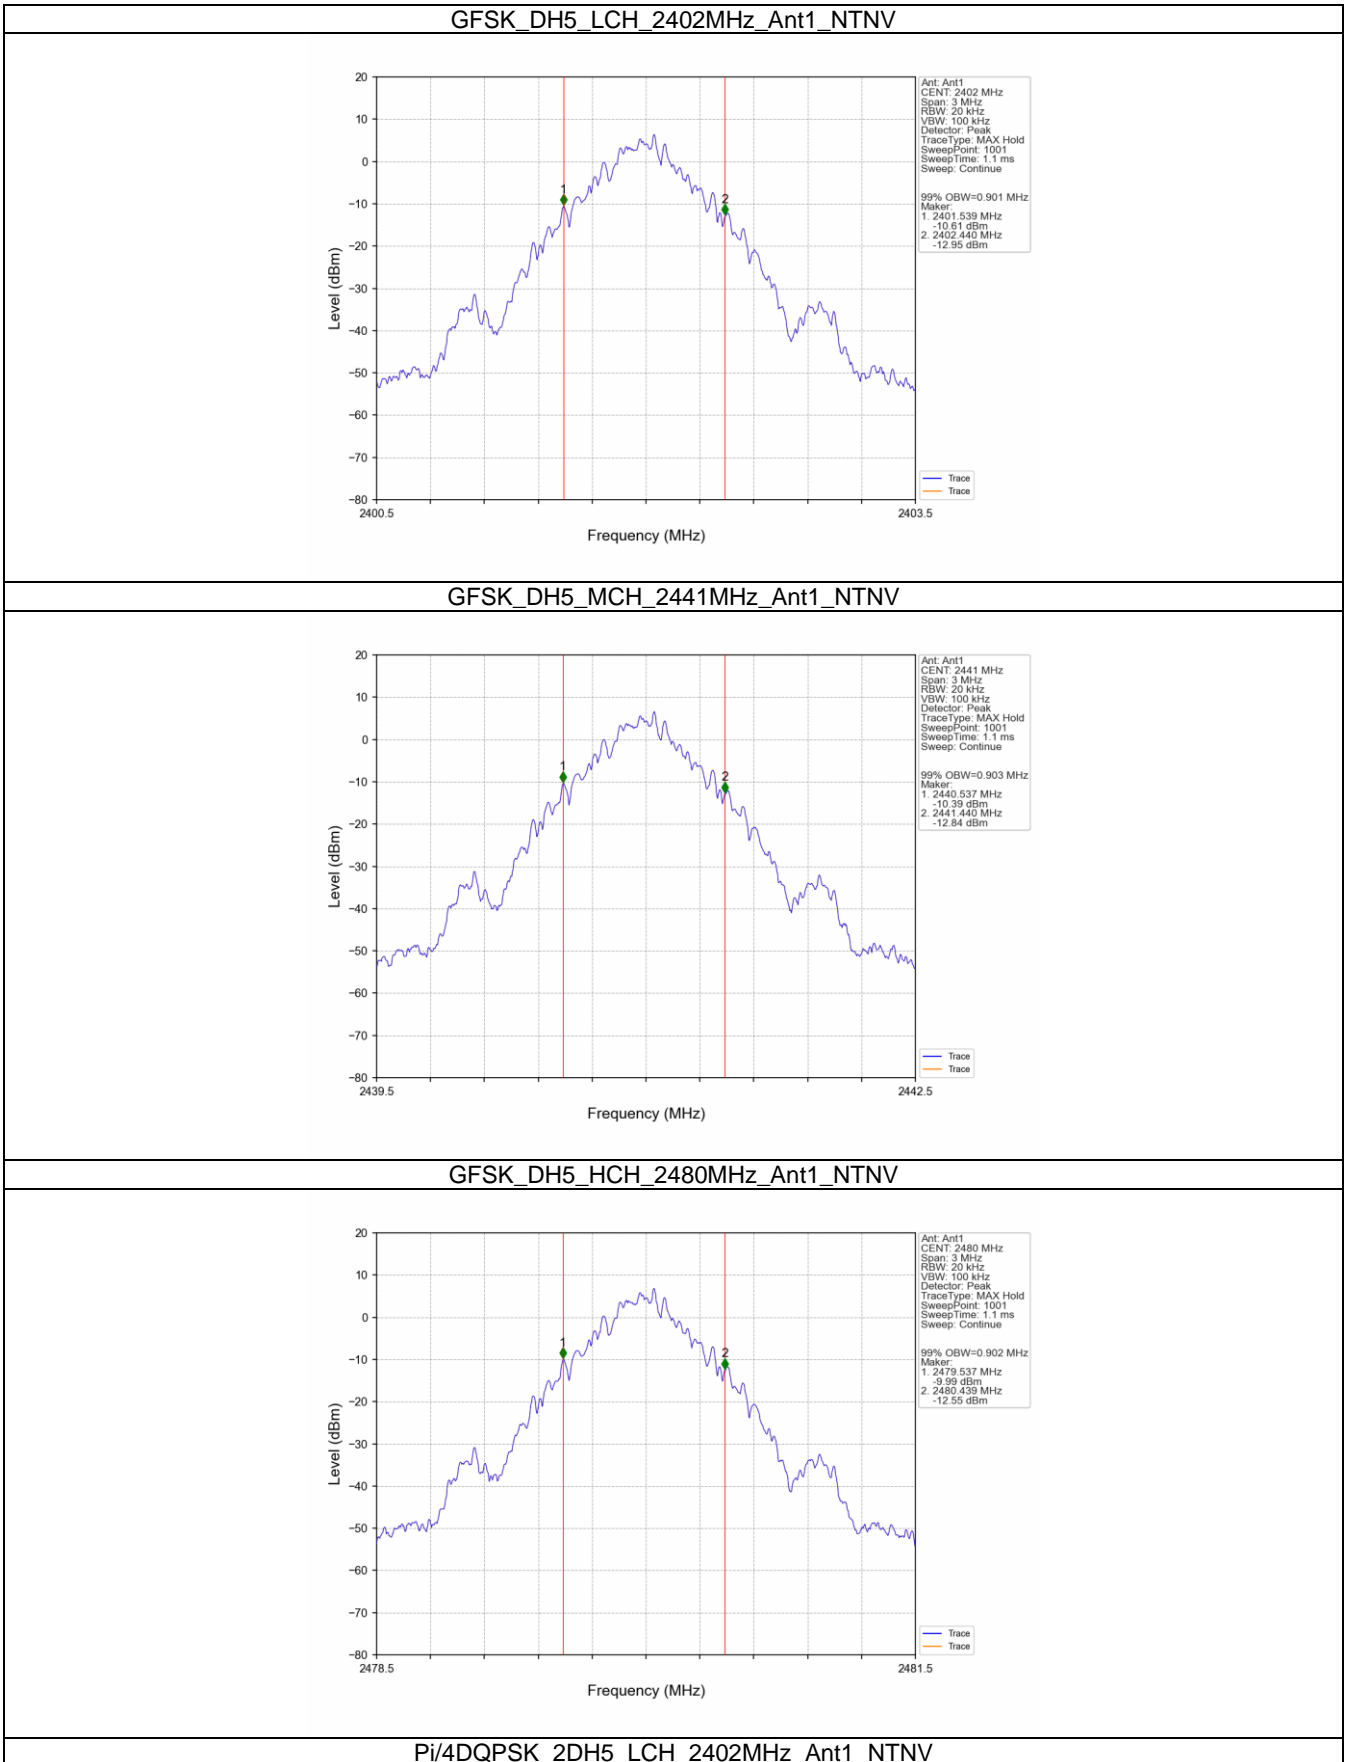 GFSK_DH5_LCH_2402MHz_Ant1_NTNV
20
10
0
−10
−20
−30
−40
−50
−60
−70
−80
Level (dBm)
1
2
2400.5
2403.5
Frequency (MHz)
Ant: Ant1
CENT: 2402 MHz
Span: 3 MHz
RBW: 20 kHz
VBW: 100 kHz
Detector: Peak
TraceType: MAX Hold
SweepPoint: 1001
SweepTime: 1.1 ms
Sweep: Continue
99% OBW=0.901 MHz
Maker:
1. 2401.539 MHz
-10.61 dBm
2. 2402.440 MHz
-12.95 dBm
Trace
Trace
GFSK_DH5_MCH_2441MHz_Ant1_NTNV
20
10
0
−10
−20
−30
−40
−50
−60
−70
−80
Level (dBm)
1
2
2439.5
2442.5
Frequency (MHz)
Ant: Ant1
CENT: 2441 MHz
Span: 3 MHz
RBW: 20 kHz
VBW: 100 kHz
Detector: Peak
TraceType: MAX Hold
SweepPoint: 1001
SweepTime: 1.1 ms
Sweep: Continue
99% OBW=0.903 MHz
Maker:
1. 2440.537 MHz
-10.39 dBm
2. 2441.440 MHz
-12.84 dBm
Trace
Trace
GFSK_DH5_HCH_2480MHz_Ant1_NTNV
20
10
0
−10
−20
−30
−40
−50
−60
−70
−80
Level (dBm)
1
2
2478.5
2481.5
Frequency (MHz)
Ant: Ant1
CENT: 2480 MHz
Span: 3 MHz
RBW: 20 kHz
VBW: 100 kHz
Detector: Peak
TraceType: MAX Hold
SweepPoint: 1001
SweepTime: 1.1 ms
Sweep: Continue
99% OBW=0.902 MHz
Maker:
1. 2479.537 MHz
-9.99 dBm
2. 2480.439 MHz
-12.55 dBm
Trace
Trace
Pi/4DQPSK_2DH5_LCH_2402MHz_Ant1_NTNV